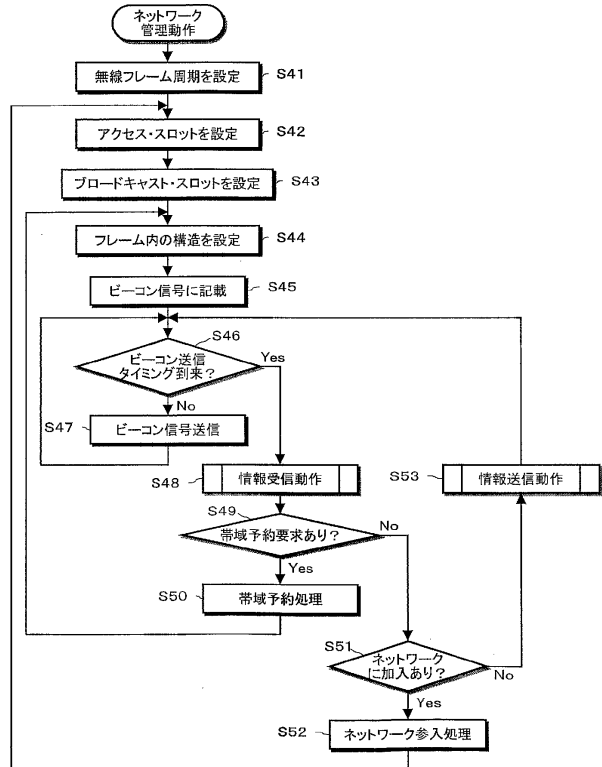 ネットワーク
管理動作
無線フレーム周期を設定
S41
アクセス・スロットを設定
S42
ブロードキャスト・スロットを設定
S43
フレーム内の構造を設定
S44
ビーコン信号に記載
S45
S46
ビーコン送信
タイミング到来？
Yes
No
S47
ビーコン信号送信
S48
情報受信動作
S53
情報送信動作
S49
帯域予約要求あり？
No
Yes
S50
帯域予約処理
S51
ネットワーク
に加入あり？
No
Yes
S52
ネットワーク参入処理